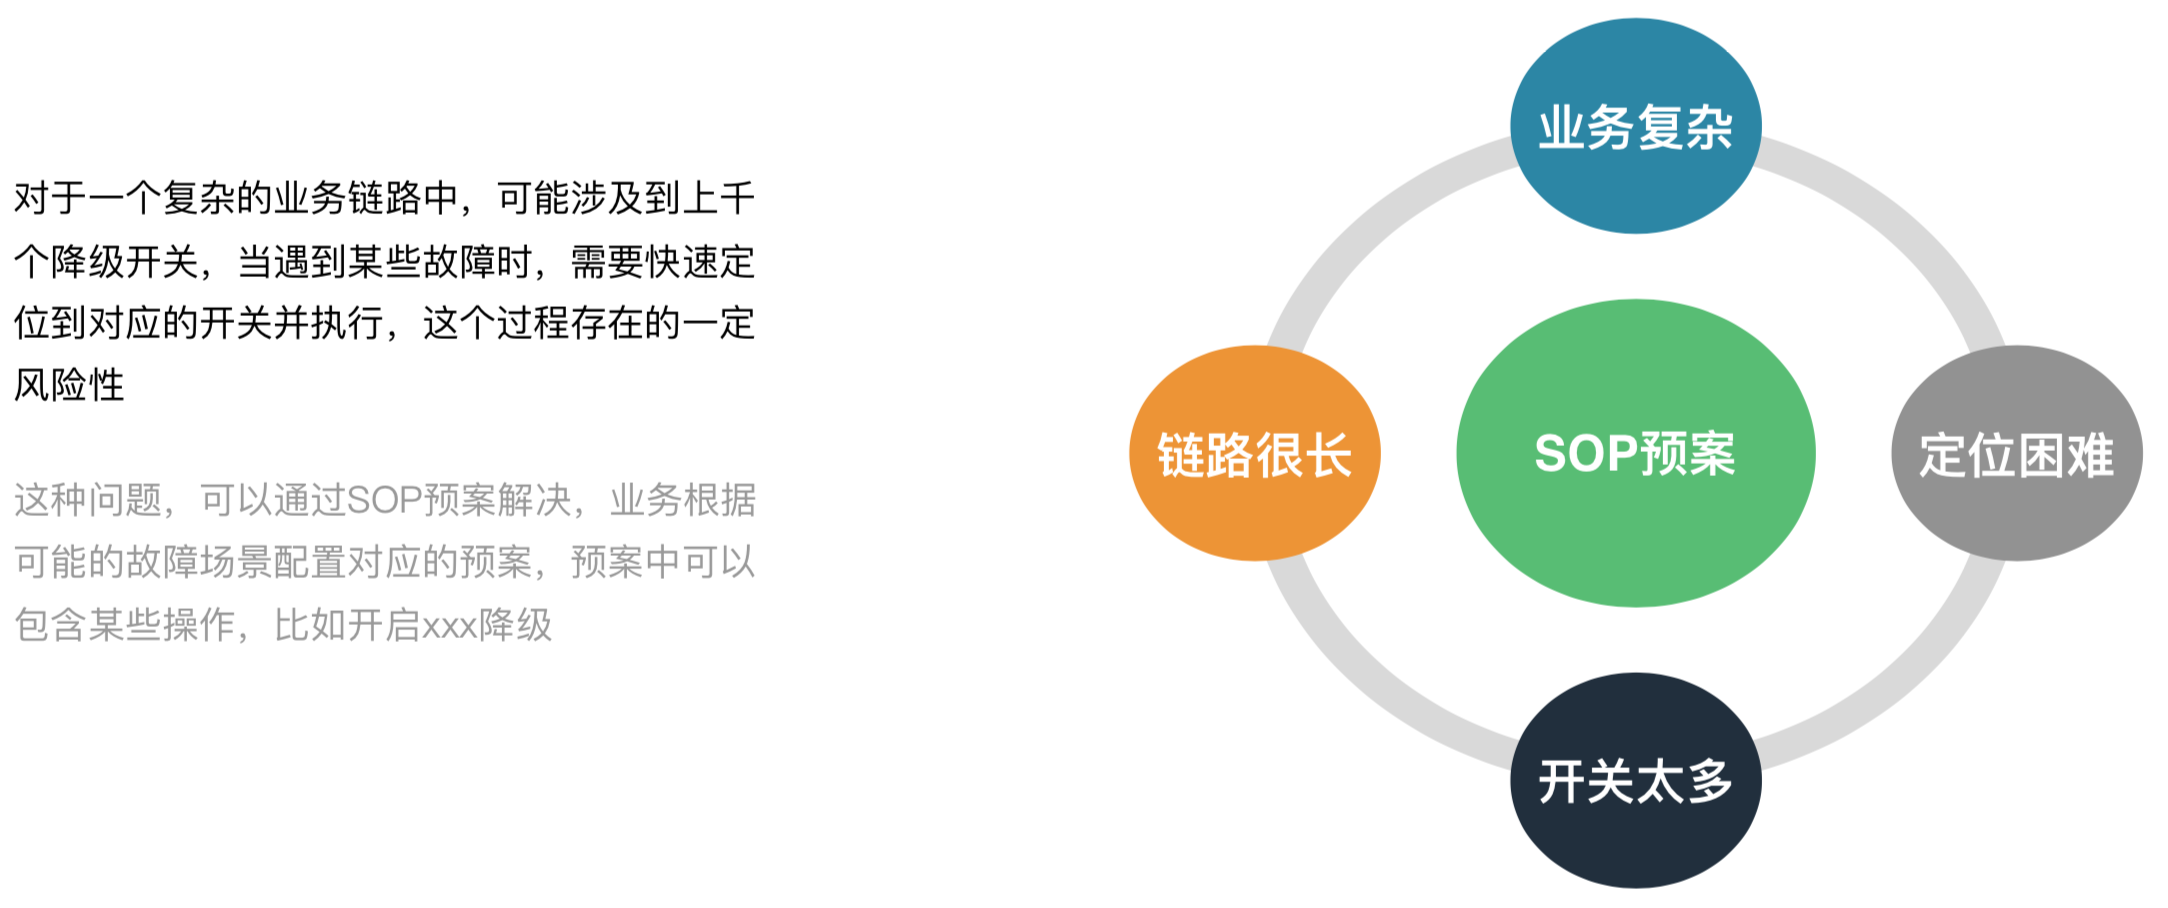 对于一个复杂的业务链路中，可能涉及到上千
个降级开关，当遇到某些故障时，需要快速定
位到对应的开关并执行，这个过程存在的一定
风险性
这种问题，可以通过SOP预案解决，业务根据
可能的故障场景配置对应的预案，预案中可以
包含某些操作，比如开启xxx降级
业务复杂
链路很长
SOP预案
定位困难
开关太多